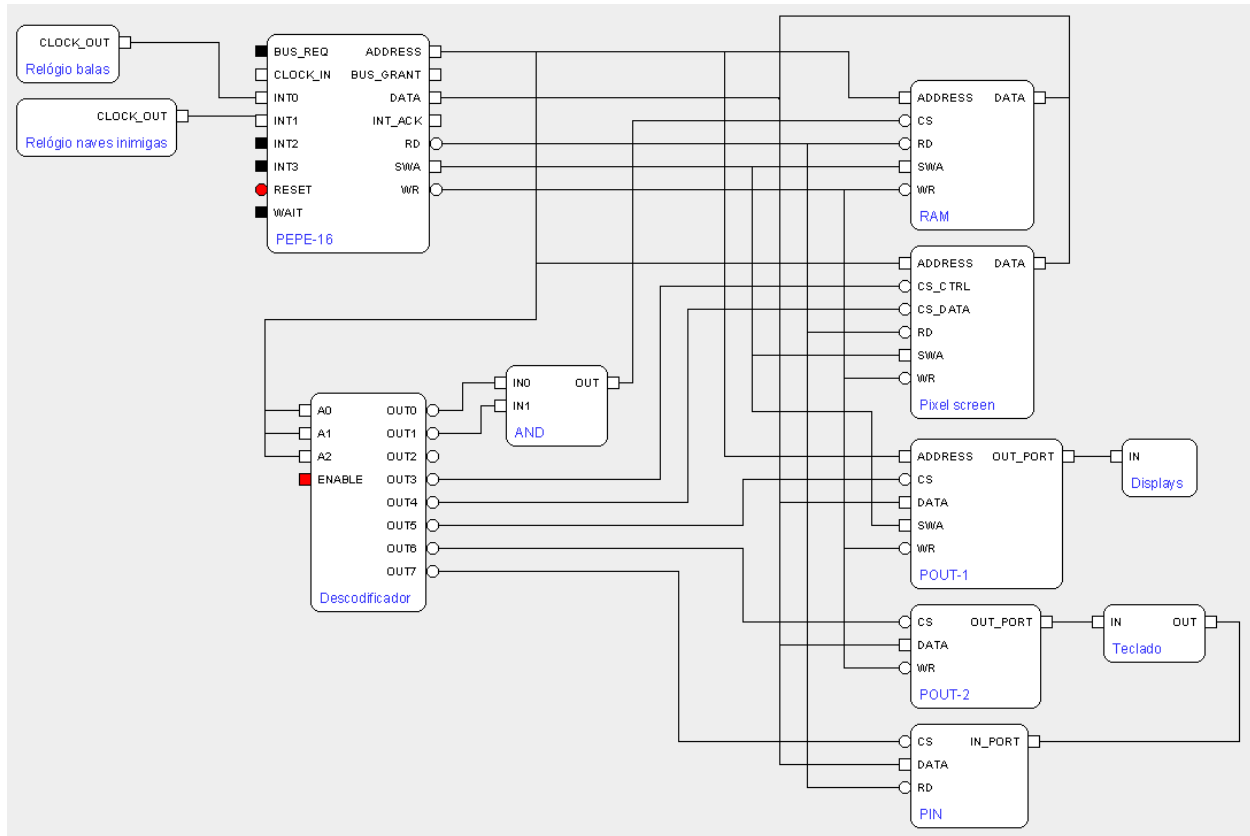 CLOCK_OUT
Relógio balas
CLOCK_OUT
Relógio naves inimigas
BUS_REQ ADDRESS
CLOCK_IN BUS_GRANT
INT0 DATA
INT1 INT_ACK
INT2 RD
INT3 SWA
RESET WR
WAIT
PEPE-16
ADDRESS DATA
CS
RD
SWA
WR
RAM
ADDRESS DATA
CS_CTRL
CS_DATA
RD
SWA
WR
Pixel screen
A0 OUT0
A1 OUT1
A2 OUT2
ENABLE OUT3
OUT4
OUT5
OUT6
OUT7
Descodificador
IN0 OUT
IN1
AND
ADDRESS OUT_PORT
CS
DATA
SWA
WR
POUT-1
IN
Displays
CS OUT_PORT
DATA
WR
POUT-2
IN OUT
Teclado
CS IN_PORT
DATA
RD
PIN